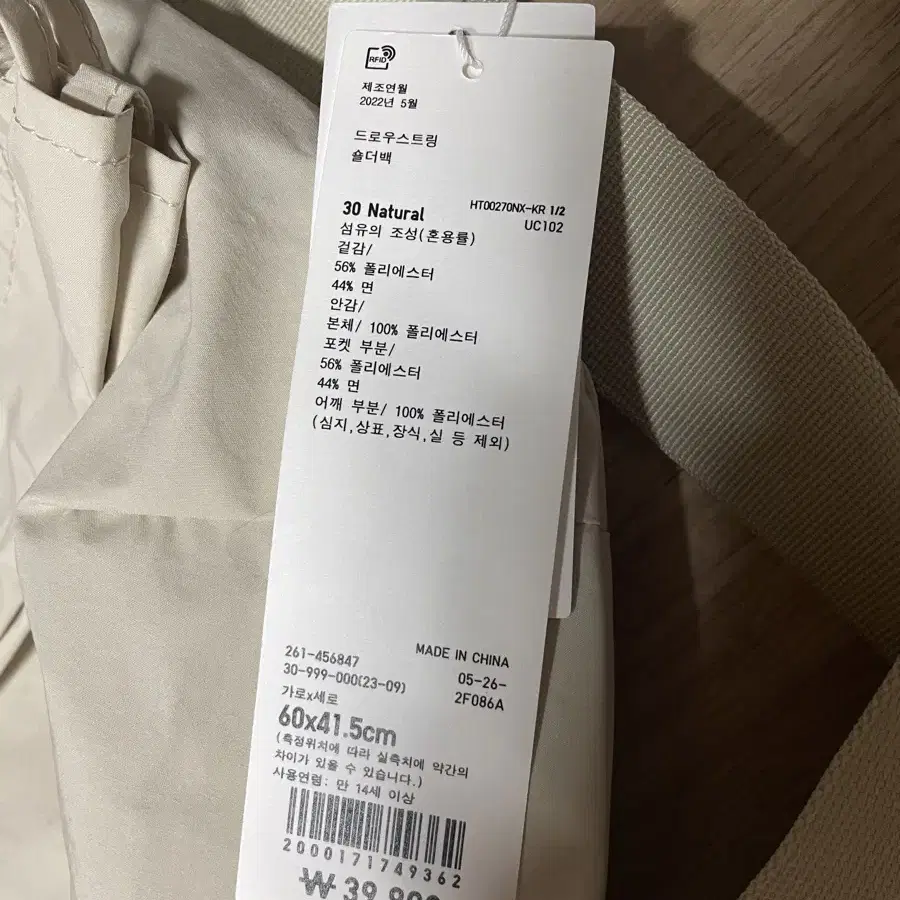 RFID
제조연월
2022년 5월
드로우스트링
숄더백
30 Natural
HT00270NX-KR 1/2
UC102
섬유의 조성(혼용률)
겉감/
56% 폴리에스터
44% 면
안감/
본체/ 100% 폴리에스터
포켓 부분/
56% 폴리에스터
44% 면
어깨 부분/ 100% 폴리에스터
(심지,상표,장식,실 등 제외)
261-456847
30-999-000(23-09)
MADE IN CHINA
05-26-
2F086A
가로x세로
60x41.5cm
(측정위치에 따라 실측치에 약간의
차이가 있을 수 있습니다.)
사용연령: 만 14세 이상
2000171749362
₩39,900